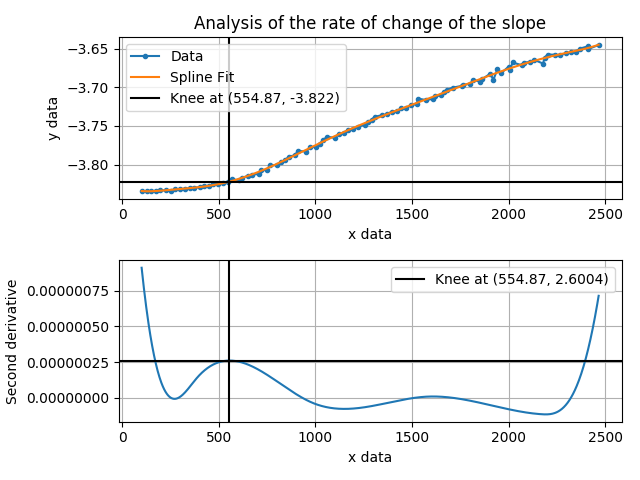 Analysis of the rate of change of the slope
−3.65
−3.70
−3.75
−3.80
y data
Data
Spline Fit
Knee at (554.87, -3.822)
0
500
1000
1500
2000
2500
x data
0.00000075
0.00000050
0.00000025
0.00000000
Second derivative
Knee at (554.87, 2.6004)
0
500
1000
1500
2000
2500
x data